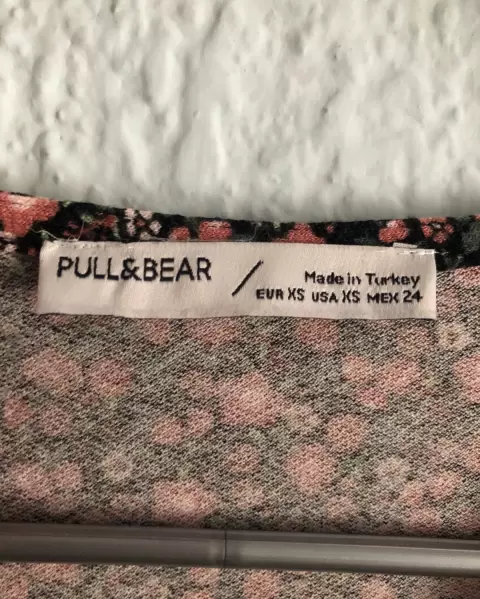 PULL&BEAR /
Made in Turkey
EUR XS USA XS MEX 24